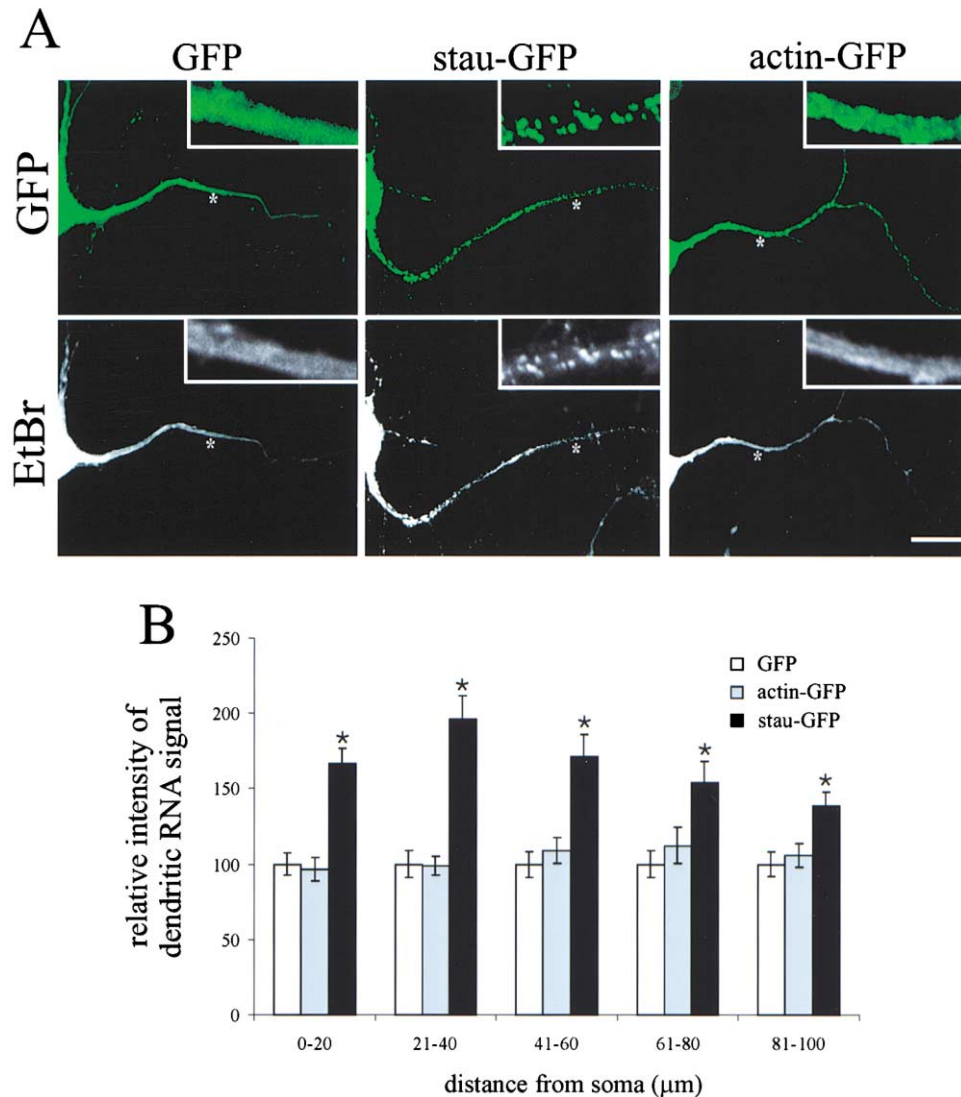 A
GFP stau-GFP actin-GFP
GFP
*
*
*
EtBr
*
*
*
B
relative intensity of
dendritic RNA signal
250
200
150
100
50
0
GFP
actin-GFP
stau-GFP
*
*
*
*
*
0-20 21-40 41-60 61-80 81-100
distance from soma (µm)